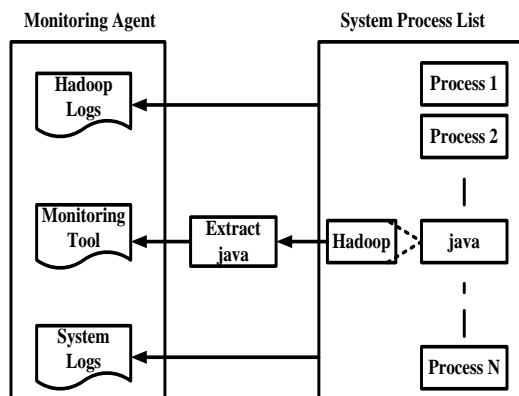 Monitoring Agent
System Process List
Hadoop
Logs
Process 1
Process 2
Monitoring
Tool
Extract
java
Hadoop
java
System
Logs
Process N